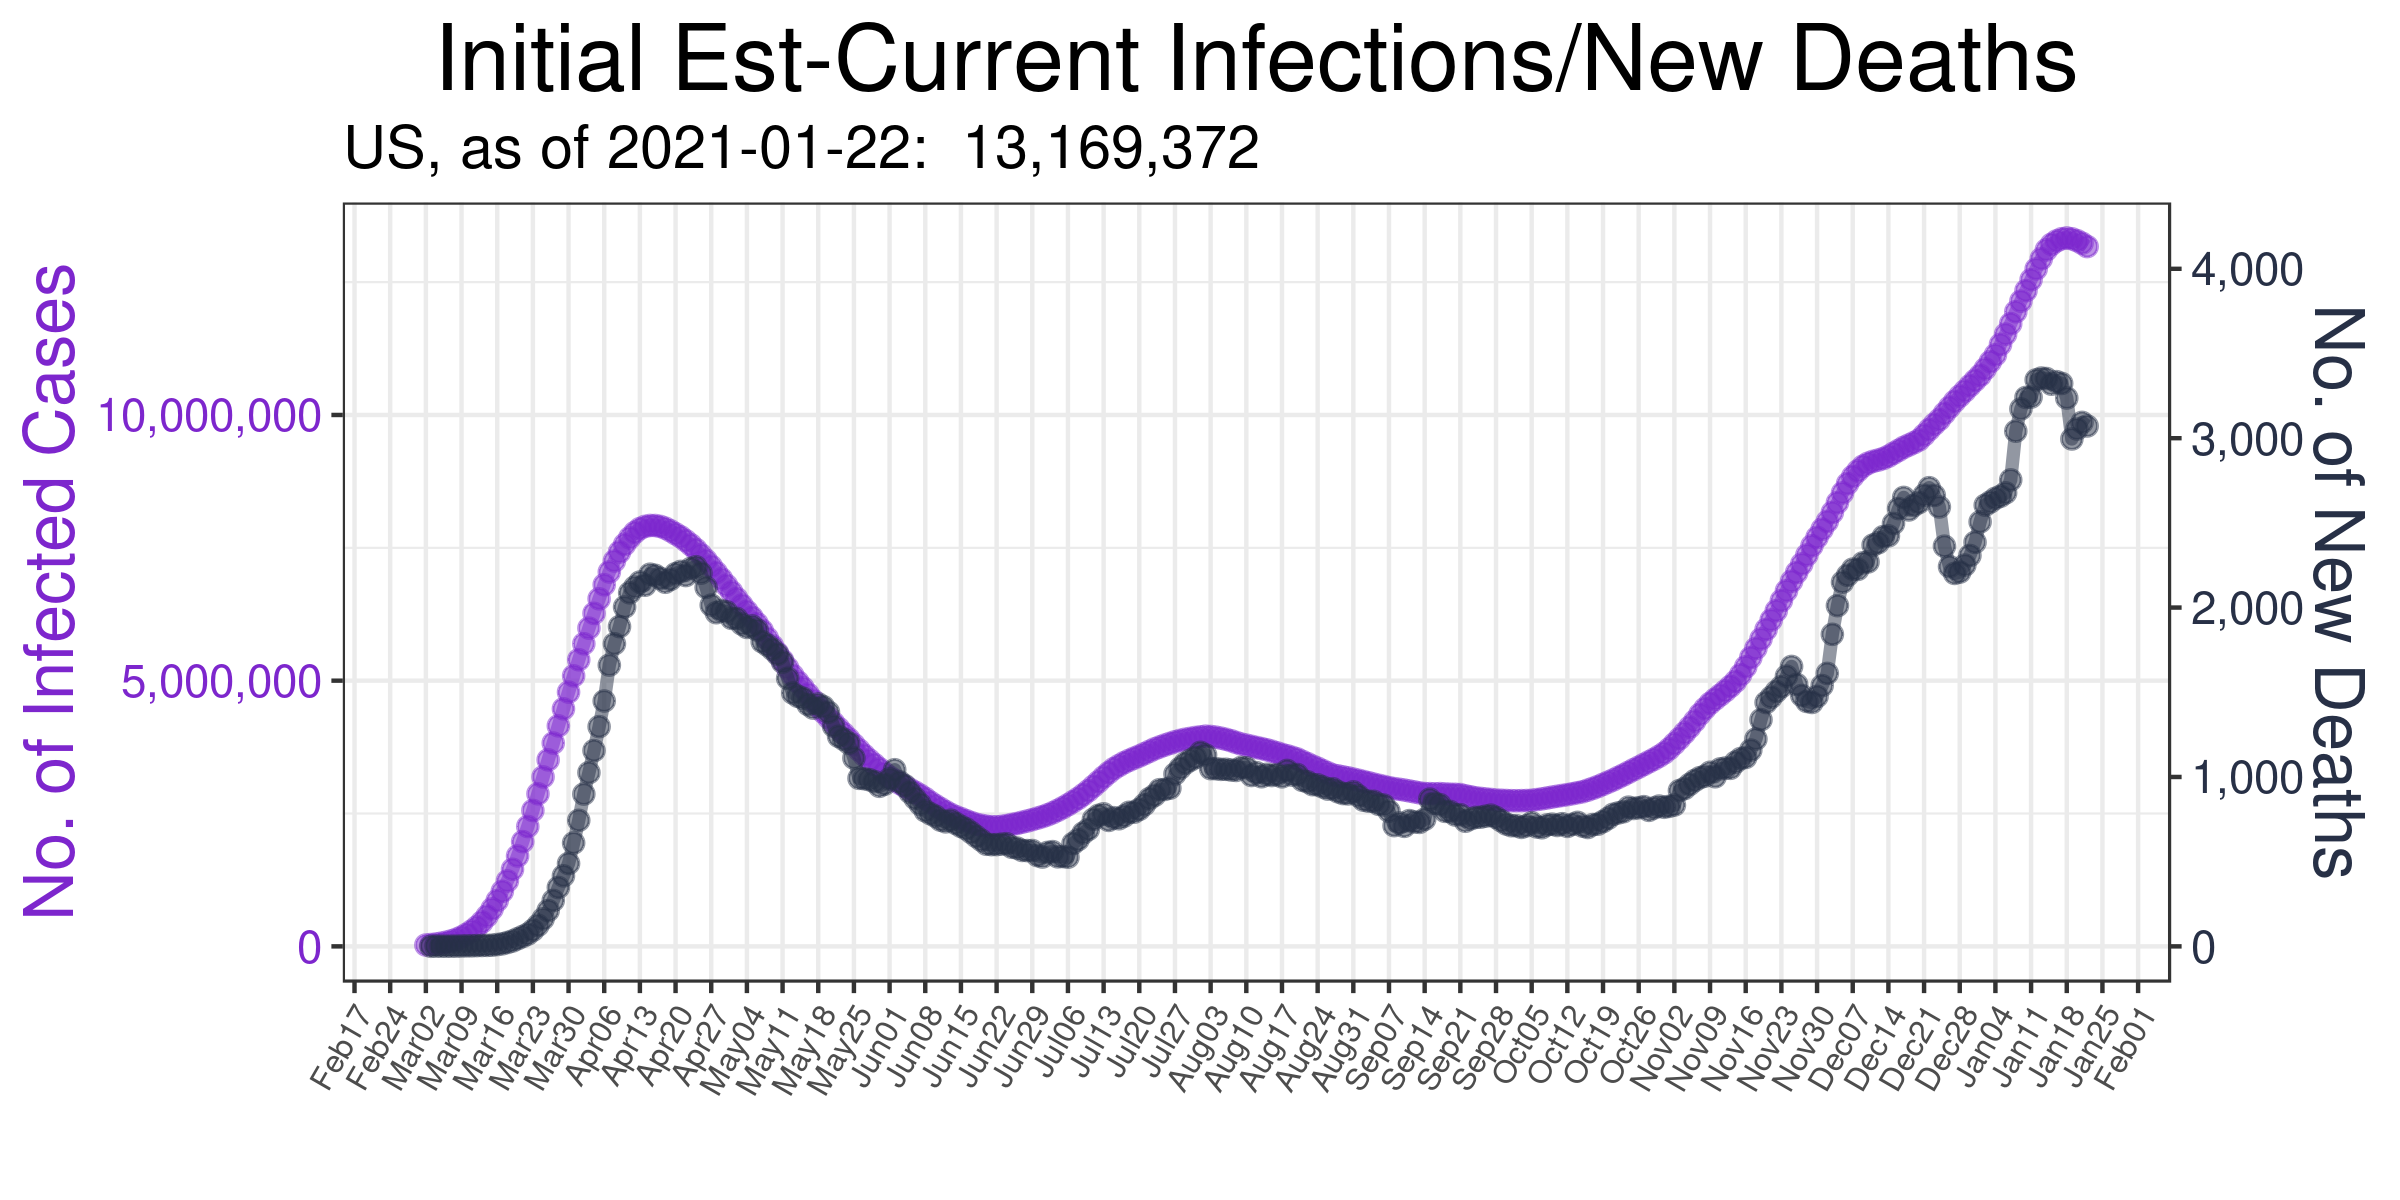 Initial Est-Current Infections/New Deaths
US, as of 2021-01-22:  13,169,372
No. of Infected Cases
10,000,000
5,000,000
0
4,000
3,000
2,000
1,000
0
No. of New Deaths
Feb17
Feb24
Mar02
Mar09
Mar16
Mar23
Mar30
Apr06
Apr13
Apr20
Apr27
May04
May11
May18
May25
Jun01
Jun08
Jun15
Jun22
Jun29
Jul06
Jul13
Jul20
Jul27
Aug03
Aug10
Aug17
Aug24
Aug31
Sep07
Sep14
Sep21
Sep28
Oct05
Oct12
Oct19
Oct26
Nov02
Nov09
Nov16
Nov23
Nov30
Dec07
Dec14
Dec21
Dec28
Jan04
Jan11
Jan18
Jan25
Feb01